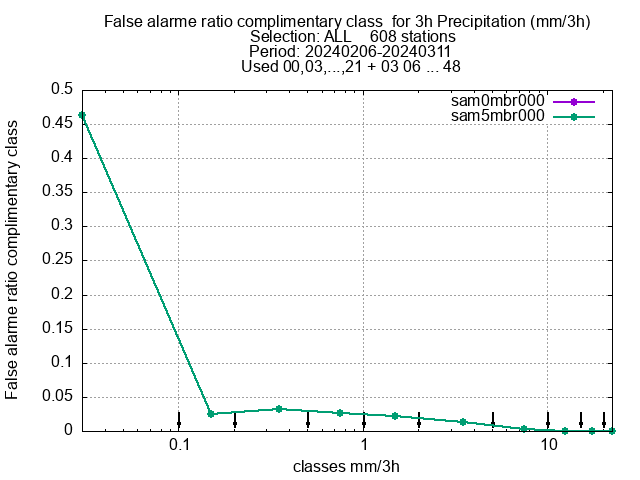 False alarme ratio complimentary class  for 3h Precipitation (mm/3h)
Selection: ALL    608 stations
Period: 20240206-20240311
Used 00,03,...,21 + 03 06 ... 48
sam0mbr000
sam5mbr000
0.5
0.45
0.4
0.35
0.3
0.25
0.2
0.15
0.1
0.05
0
False alarme ratio complimentary class
0.1
1
10
classes mm/3h